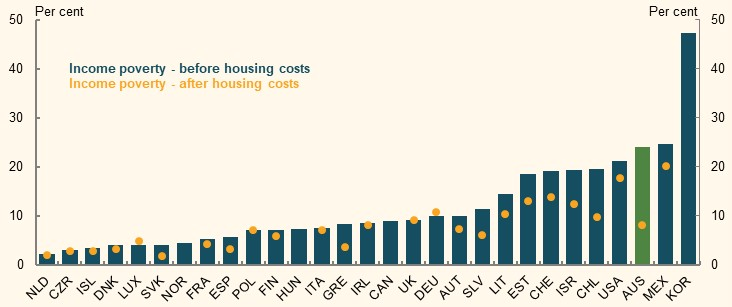 Per cent Per cent
50 50
Income poverty - before housing costs
Income poverty - after housing costs
40 40
30 30
20 20
10 10
0 0
NLD CZR ISL DNK LUX SVK NOR FRA ESP POL FIN HUN ITA GRE IRL CAN UK DEU AUT SLV LIT EST CHE ISR CHL USA AUS MEX KOR